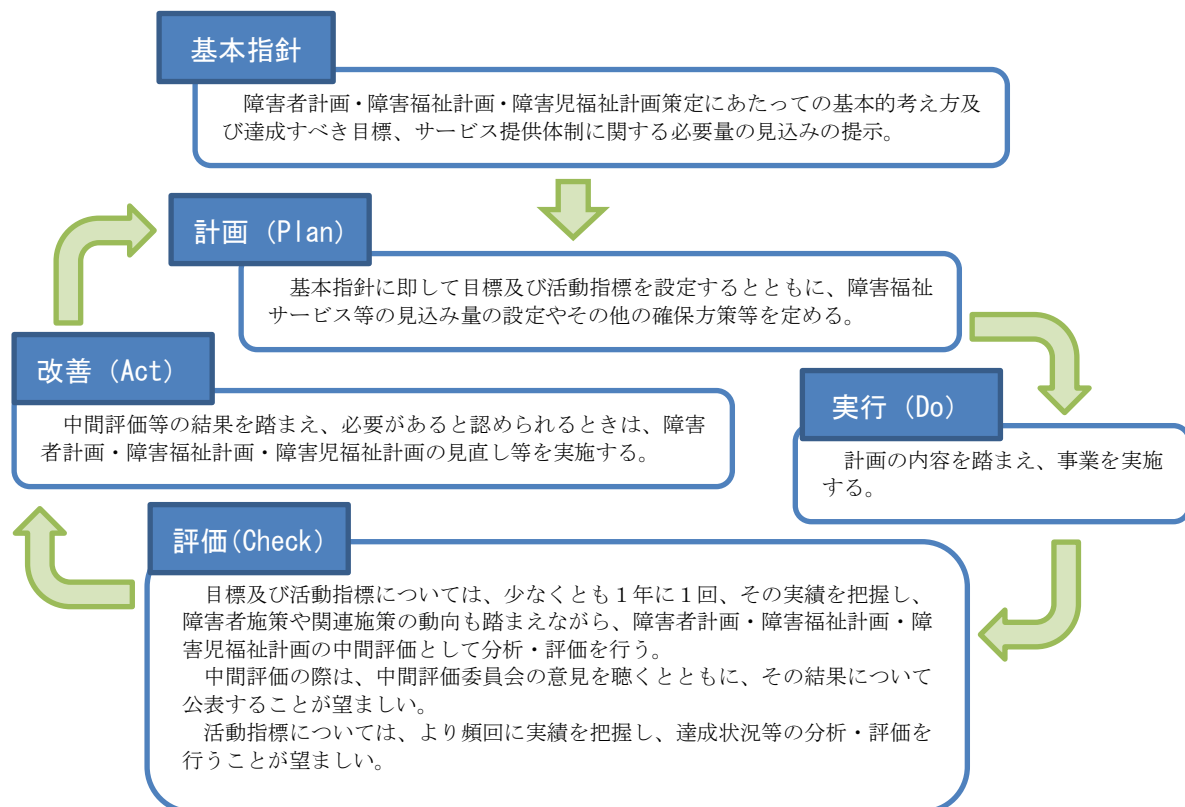 基本指針
障害者計画・障害福祉計画・障害児福祉計画策定にあたっての基本的考え方及
び達成すべき目標、サービス提供体制に関する必要量の見込みの提示。
計画（Plan）
基本指針に即して目標及び活動指標を設定するとともに、障害福祉
サービス等の見込み量の設定やその他の確保方策等を定める。
改善（Act）
中間評価等の結果を踏まえ、必要があると認められるときは、障害
者計画・障害福祉計画・障害児福祉計画の見直し等を実施する。
実行（Do）
計画の内容を踏まえ、事業を実施
する。
評価(Check)
目標及び活動指標については、少なくとも１年に１回、その実績を把握し、
障害者施策や関連施策の動向も踏まえながら、障害者計画・障害福祉計画・障
害児福祉計画の中間評価として分析・評価を行う。
中間評価の際は、中間評価委員会の意見を聴くとともに、その結果について
公表することが望ましい。
活動指標については、より頻回に実績を把握し、達成状況等の分析・評価を
行うことが望ましい。